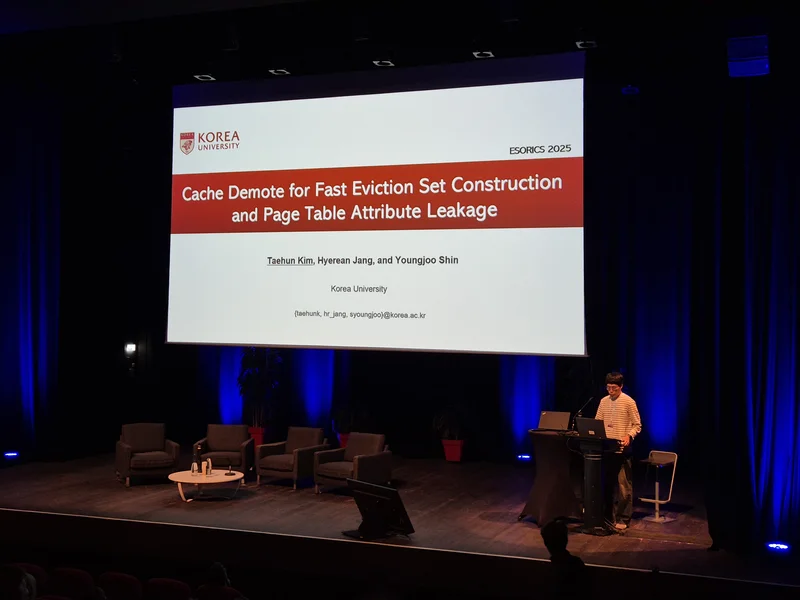 KOREA
UNIVERSITY
ESORICS 2025
Cache Demote for Fast Eviction Set Construction
and Page Table Attribute Leakage
Taehun Kim, Hyerean Jang, and Youngjoo Shin
Korea University
{taehunk, hr_jang, syoungjoo}@korea.ac.kr